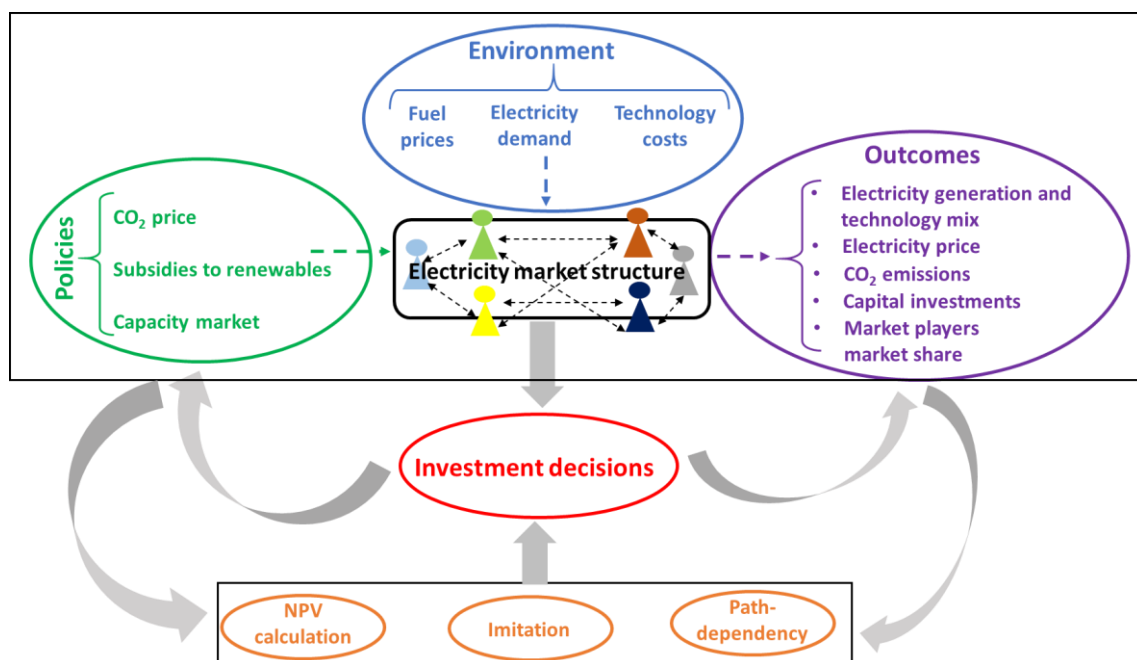 Environment
Fuel
prices
Electricity
demand
Technology
costs
Policies
CO₂ price
Subsidies to renewables
Capacity market
Electricity market structure
Outcomes
• Electricity generation and
technology mix
• Electricity price
• CO₂ emissions
• Capital investments
• Market players
market share
Investment decisions
NPV
calculation
Imitation
Path-
dependency